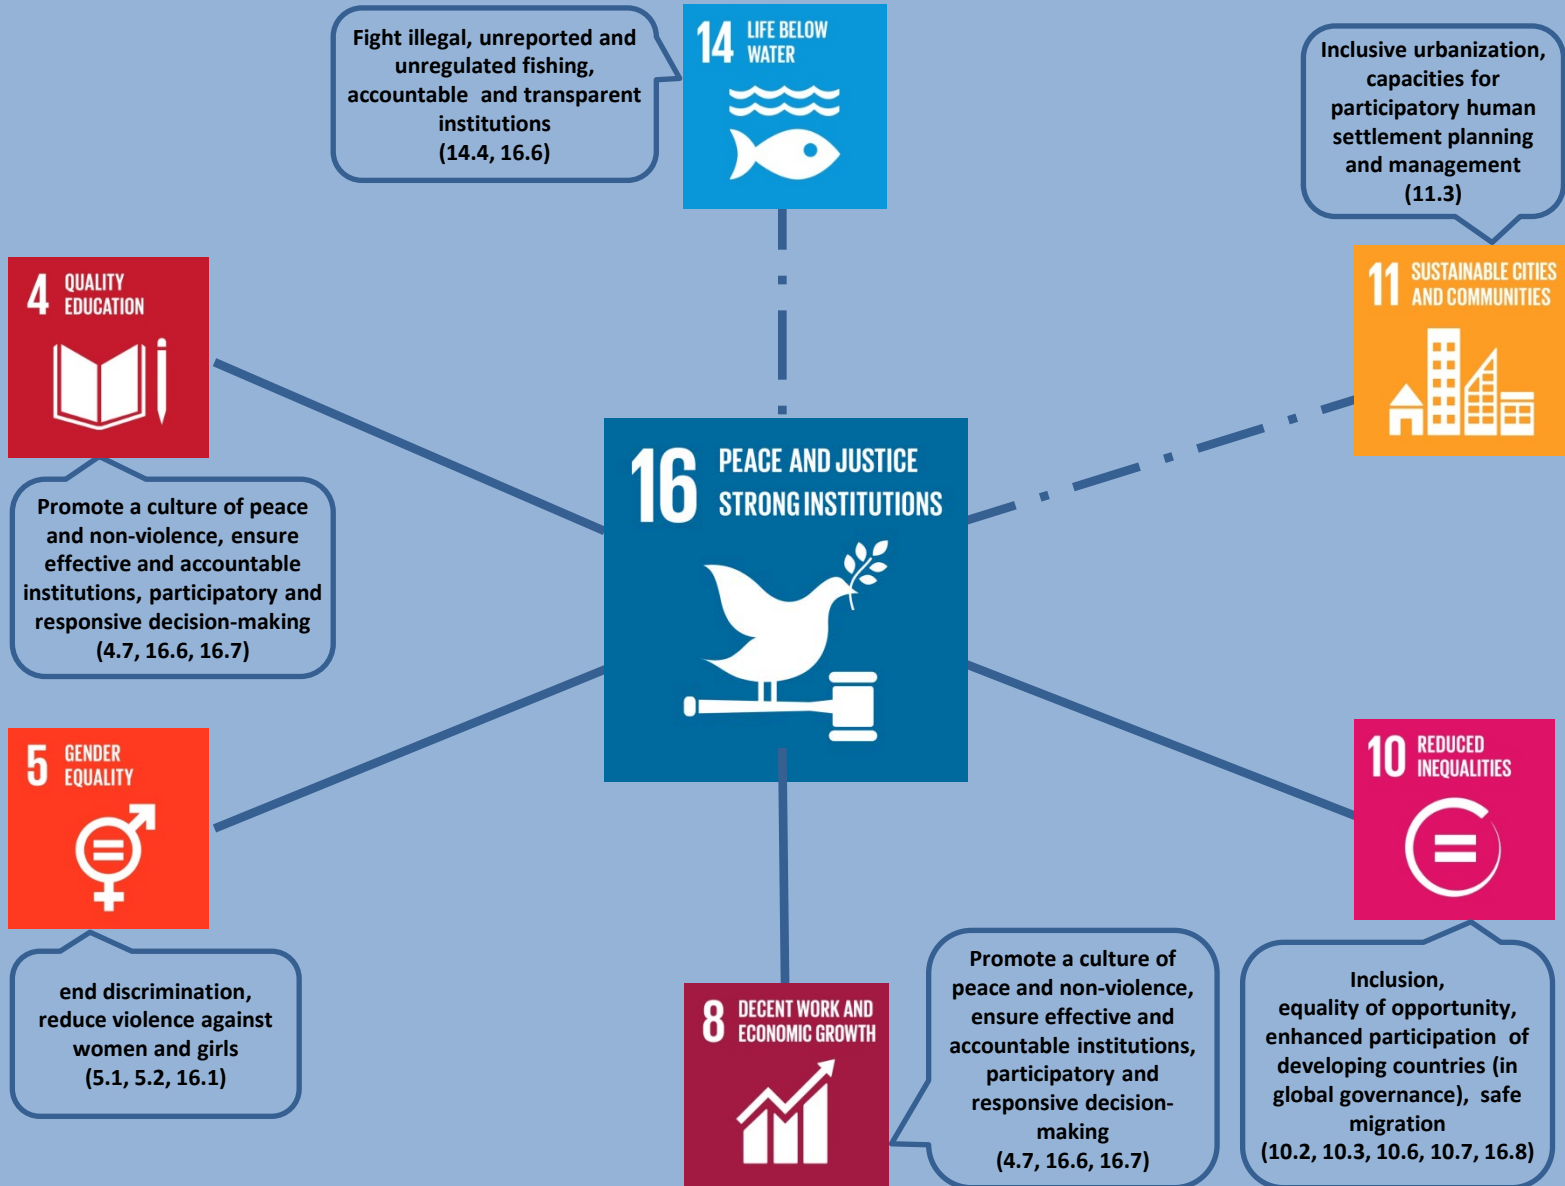 Fight illegal, unreported and
unregulated fishing,
accountable and transparent
institutions
(14.4, 16.6)
14 LIFE BELOW
WATER
Inclusive urbanization,
capacities for
participatory human
settlement planning
and management
(11.3)
4 QUALITY
EDUCATION
11 SUSTAINABLE CITIES
AND COMMUNITIES
16 PEACE AND JUSTICE
STRONG INSTITUTIONS
Promote a culture of peace
and non-violence, ensure
effective and accountable
institutions, participatory and
responsive decision-making
(4.7, 16.6, 16.7)
5 GENDER
EQUALITY
10 REDUCED
INEQUALITIES
end discrimination,
reduce violence against
women and girls
(5.1, 5.2, 16.1)
8 DECENT WORK AND
ECONOMIC GROWTH
Promote a culture of
peace and non-violence,
ensure effective and
accountable institutions,
participatory and
responsive decision-
making
(4.7, 16.6, 16.7)
Inclusion,
equality of opportunity,
enhanced participation of
developing countries (in
global governance), safe
migration
(10.2, 10.3, 10.6, 10.7, 16.8)